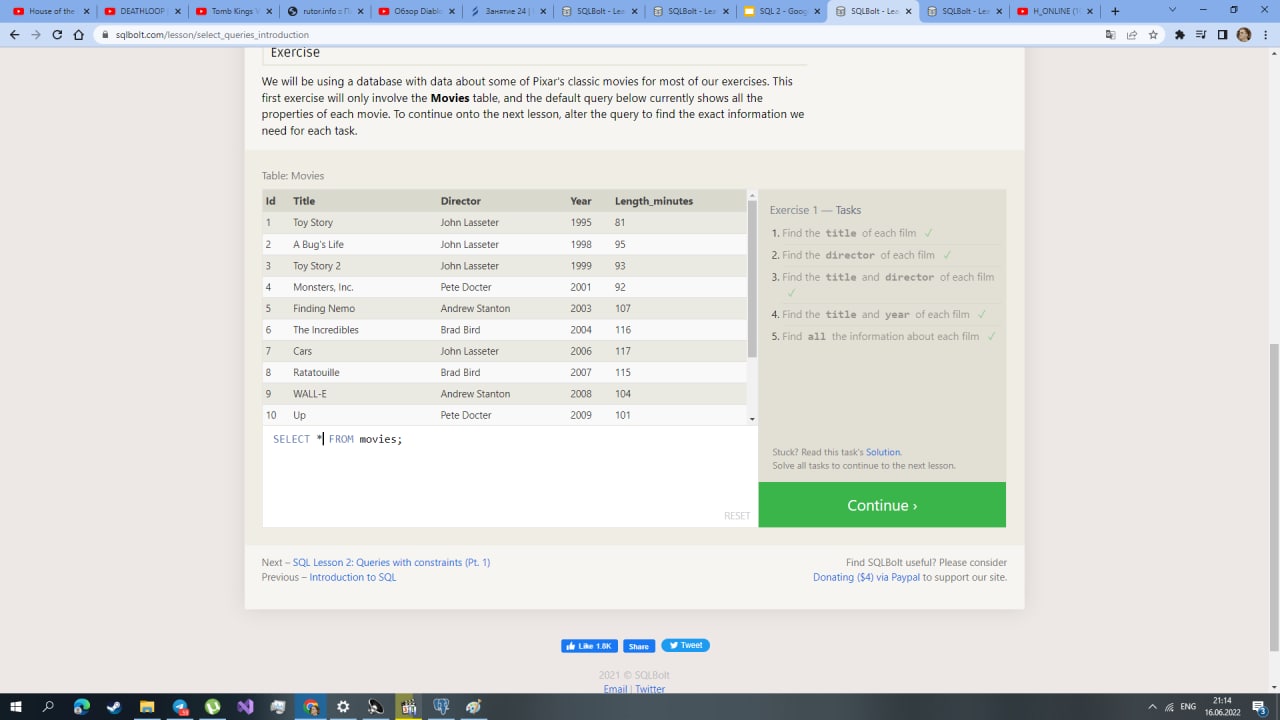 House o
DEATHLOOP
Tomb Kings
rutor.info :: П
Обзор Diablo
Занятие 24 |
SQLBolt - Lea
SQLBolt - Lea
SQL 2 - Goog
SQLBolt - Lea
SQLBolt - Lea
H_ONLINE (1
sqlbolt.com/lesson/select_queries_introduction
Exercise
We will be using a database with data about some of Pixar's classic movies for most of our exercises. This
first exercise will only involve the Movies table, and the default query below currently shows all the
properties of each movie. To continue onto the next lesson, alter the query to find the exact information we
need for each task.
Table: Movies
Id Title Director Year Length_minutes
1 Toy Story John Lasseter 1995 81
2 A Bug's Life John Lasseter 1998 95
3 Toy Story 2 John Lasseter 1999 93
4 Monsters, Inc. Pete Docter 2001 92
5 Finding Nemo Andrew Stanton 2003 107
6 The Incredibles Brad Bird 2004 116
7 Cars John Lasseter 2006 117
8 Ratatouille Brad Bird 2007 115
9 WALL-E Andrew Stanton 2008 104
10 Up Pete Docter 2009 101
SELECT * FROM movies;
RESET
Exercise 1 — Tasks
1. Find the title of each film ✓
2. Find the director of each film ✓
3. Find the title and director of each film
✓
4. Find the title and year of each film ✓
5. Find all the information about each film ✓
Stuck? Read this task's Solution.
Solve all tasks to continue to the next lesson.
Continue ›
Next – SQL Lesson 2: Queries with constraints (Pt. 1)
Previous – Introduction to SQL
Find SQLBolt useful? Please consider
Donating ($4) via Paypal to support our site.
Like 1.8K
Share
Tweet
2021 © SQLBolt
Email | Twitter
ENG
21:14
16.06.2022